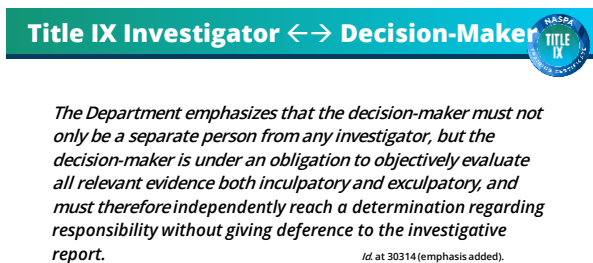 Title IX Investigator ←→ Decision-Maker
NASPA
TITLE
IX
TRAINING CERTIFICATE
The Department emphasizes that the decision-maker must not
only be a separate person from any investigator, but the
decision-maker is under an obligation to objectively evaluate
all relevant evidence both inculpatory and exculpatory, and
must therefore independently reach a determination regarding
responsibility without giving deference to the investigative
report.
Id. at 30314 (emphasis added).